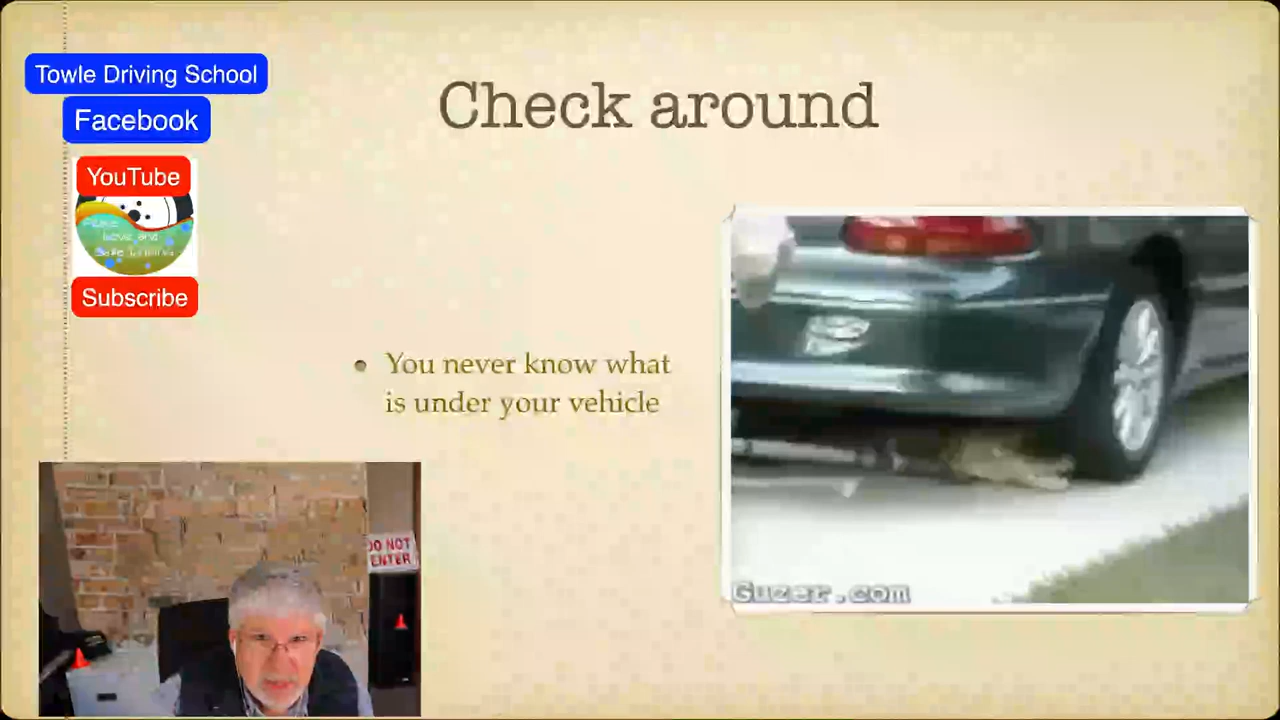 Towle Driving School
Facebook
YouTube
Subscribe
Check around
You never know what
is under your vehicle
DO NOT
ENTER
Guzer.com